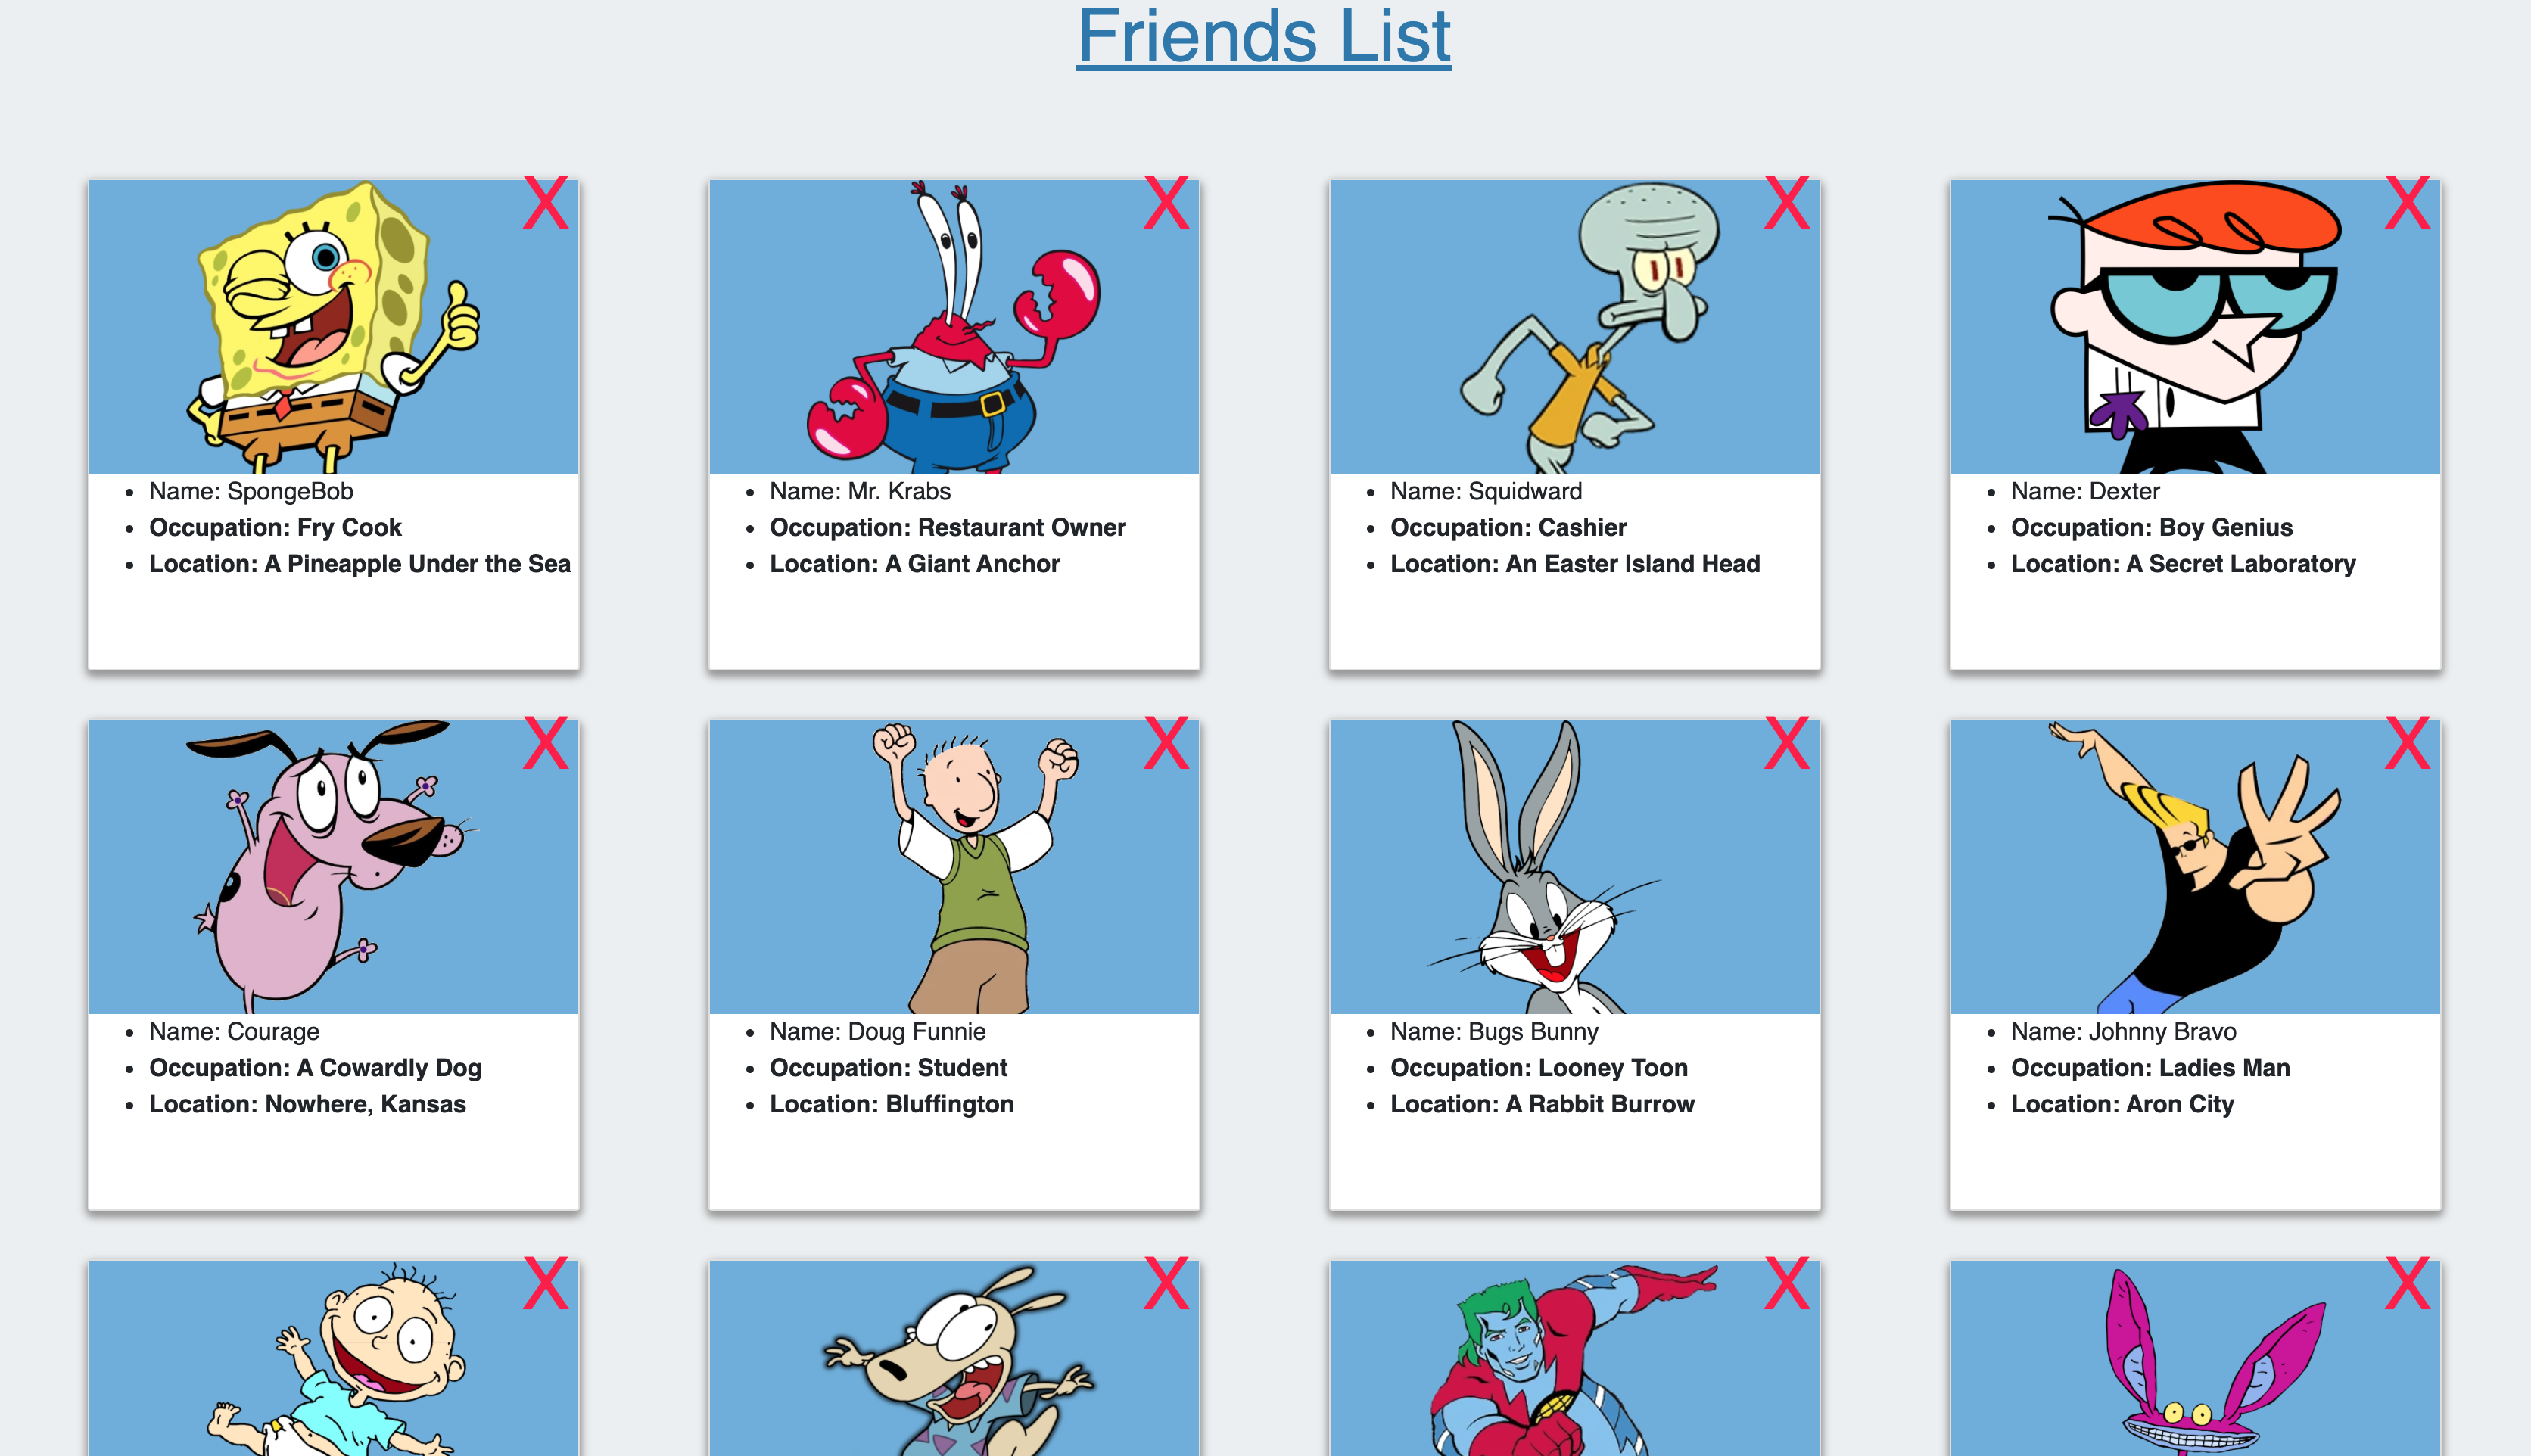 Friends List
X
X
X
X
• Name: SpongeBob
• Occupation: Fry Cook
• Location: A Pineapple Under the Sea
• Name: Mr. Krabs
• Occupation: Restaurant Owner
• Location: A Giant Anchor
• Name: Squidward
• Occupation: Cashier
• Location: An Easter Island Head
• Name: Dexter
• Occupation: Boy Genius
• Location: A Secret Laboratory
X
X
X
X
• Name: Courage
• Occupation: A Cowardly Dog
• Location: Nowhere, Kansas
• Name: Doug Funnie
• Occupation: Student
• Location: Bluffington
• Name: Bugs Bunny
• Occupation: Looney Toon
• Location: A Rabbit Burrow
• Name: Johnny Bravo
• Occupation: Ladies Man
• Location: Aron City
X
X
X
X